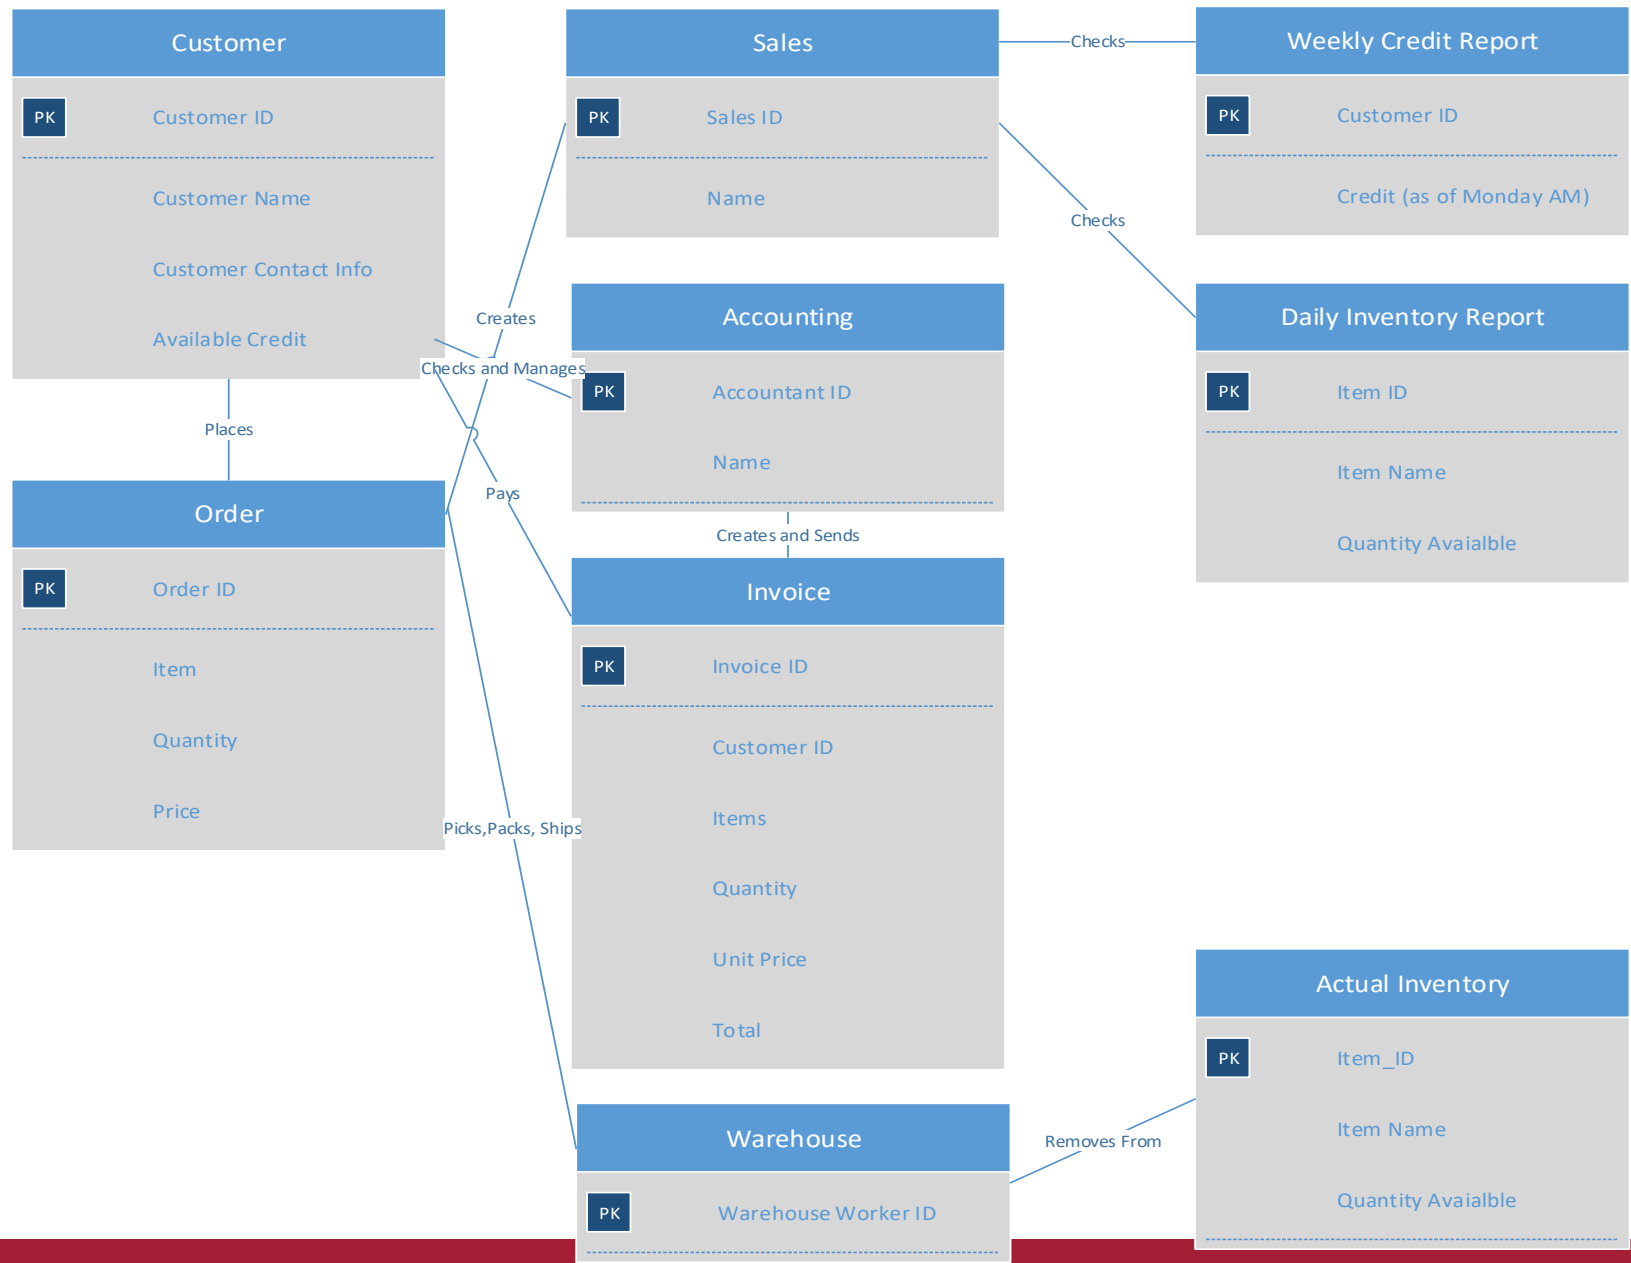 Customer
PK Customer ID
Customer Name
Customer Contact Info
Available Credit
Places
Order
PK Order ID
Item
Quantity
Price
Creates
Checks and Manages
Pays
Picks,Packs, Ships
Sales
PK Sales ID
Name
Accounting
PK Accountant ID
Name
Creates and Sends
Invoice
PK Invoice ID
Customer ID
Items
Quantity
Unit Price
Total
Warehouse
PK Warehouse Worker ID
Checks
Checks
Removes From
Weekly Credit Report
PK Customer ID
Credit (as of Monday AM)
Daily Inventory Report
PK Item ID
Item Name
Quantity Avaialble
Actual Inventory
PK Item_ID
Item Name
Quantity Avaialble